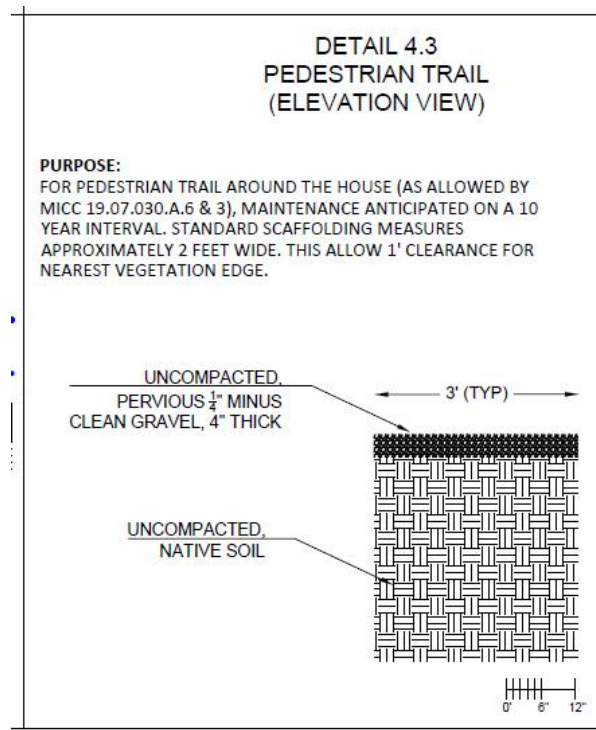 DETAIL 4.3
PEDESTRIAN TRAIL
(ELEVATION VIEW)
PURPOSE:
FOR PEDESTRIAN TRAIL AROUND THE HOUSE (AS ALLOWED BY
MICC 19.07.030.A.6 & 3), MAINTENANCE ANTICIPATED ON A 10
YEAR INTERVAL. STANDARD SCAFFOLDING MEASURES
APPROXIMATELY 2 FEET WIDE. THIS ALLOW 1' CLEARANCE FOR
NEAREST VEGETATION EDGE.
UNCOMPACTED,
PERVIOUS 1/4" MINUS
CLEAN GRAVEL, 4" THICK
3' (TYP)
UNCOMPACTED,
NATIVE SOIL
0' 6" 12"